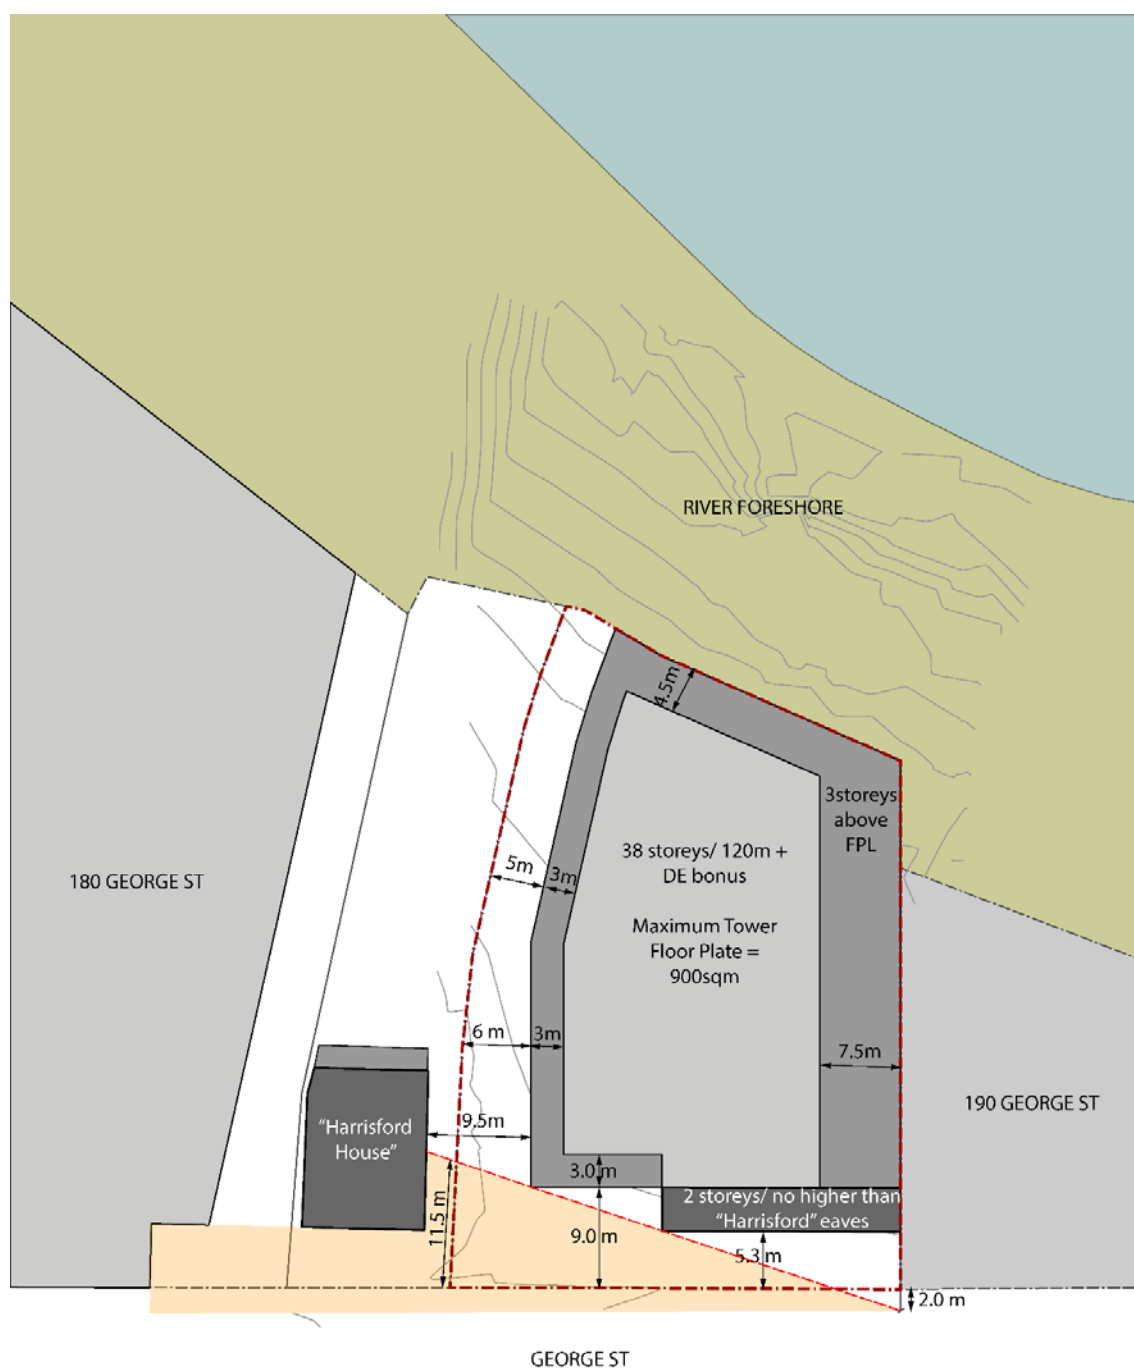 RIVER FORESHORE
4.5m
3storeys
above
FPL
38 storeys/ 120m +
DE bonus
Maximum Tower
Floor Plate =
900sqm
180 GEORGE ST
5m
3m
6 m
3m
7.5m
190 GEORGE ST
"Harrisford
House"
9.5m
3.0 m
2 storeys/ no higher than
"Harrisford" eaves
11.5 m
9.0 m
5.3 m
2.0 m
GEORGE ST